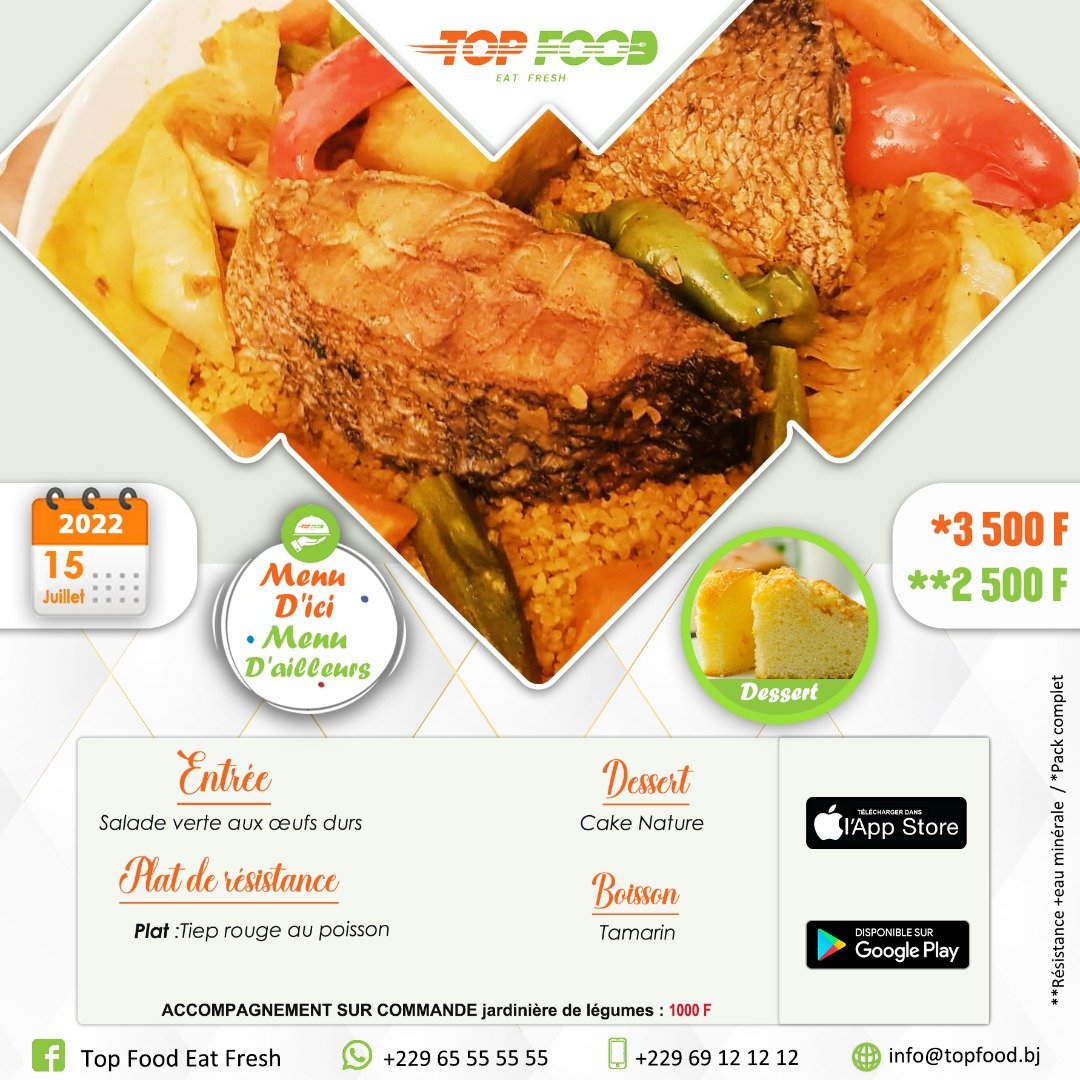 TOP FOOD
EAT FRESH
2022
15
Juillet
TOP FOOD
Menu
D'ici
Menu
D'ailleurs
Dessert
*3 500 F
**2 500 F
Entrée
Salade verte aux œufs durs
Plat de résistance
Plat :Tiep rouge au poisson
Dessert
Cake Nature
Boisson
Tamarin
ACCOMPAGNEMENT SUR COMMANDE jardinière de légumes : 1000 F
TÉLÉCHARGER DANS
l'App Store
DISPONIBLE SUR
Google Play
**Résistance +eau minérale / *Pack complet
Top Food Eat Fresh
+229 65 55 55 55
+229 69 12 12 12
info@topfood.bj